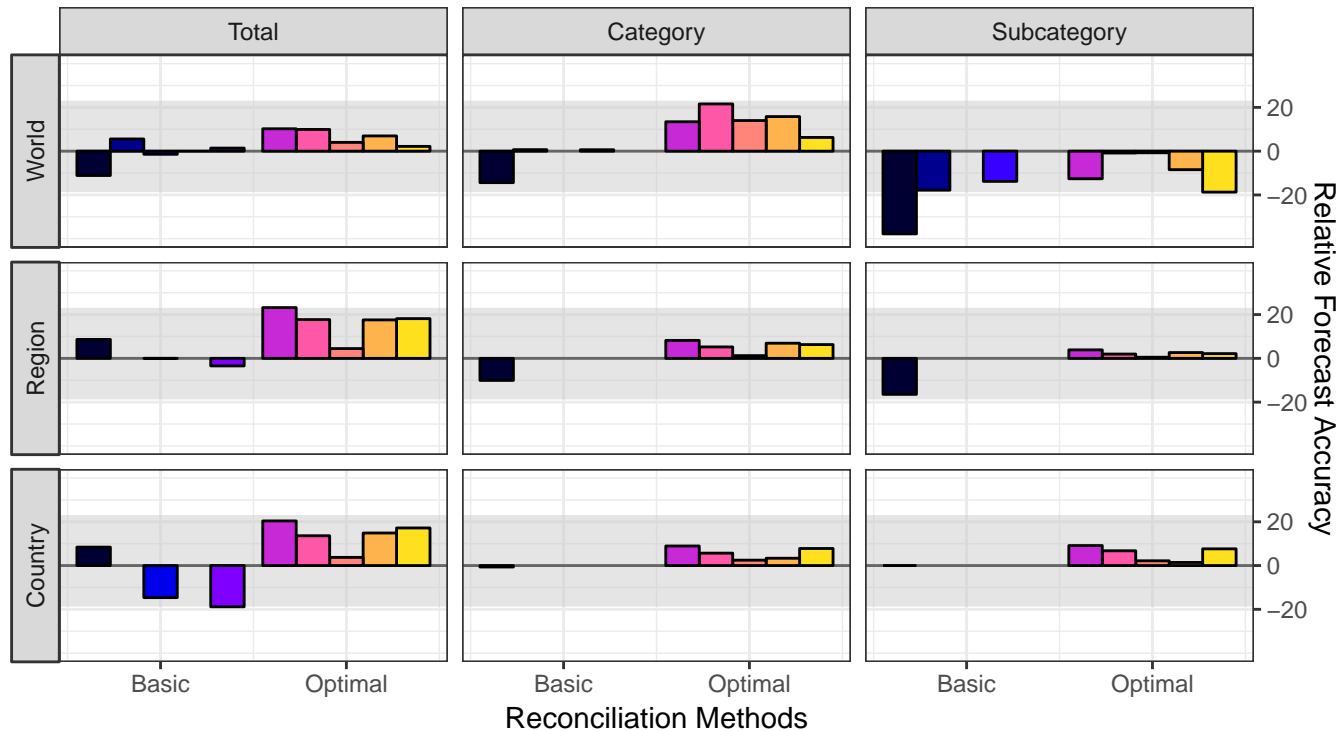 Total
Category
Subcategory
World
20
0
−20
Region
20
0
−20
Country
20
0
−20
Relative Forecast Accuracy
Basic
Optimal
Basic
Optimal
Basic
Optimal
Reconciliation Methods